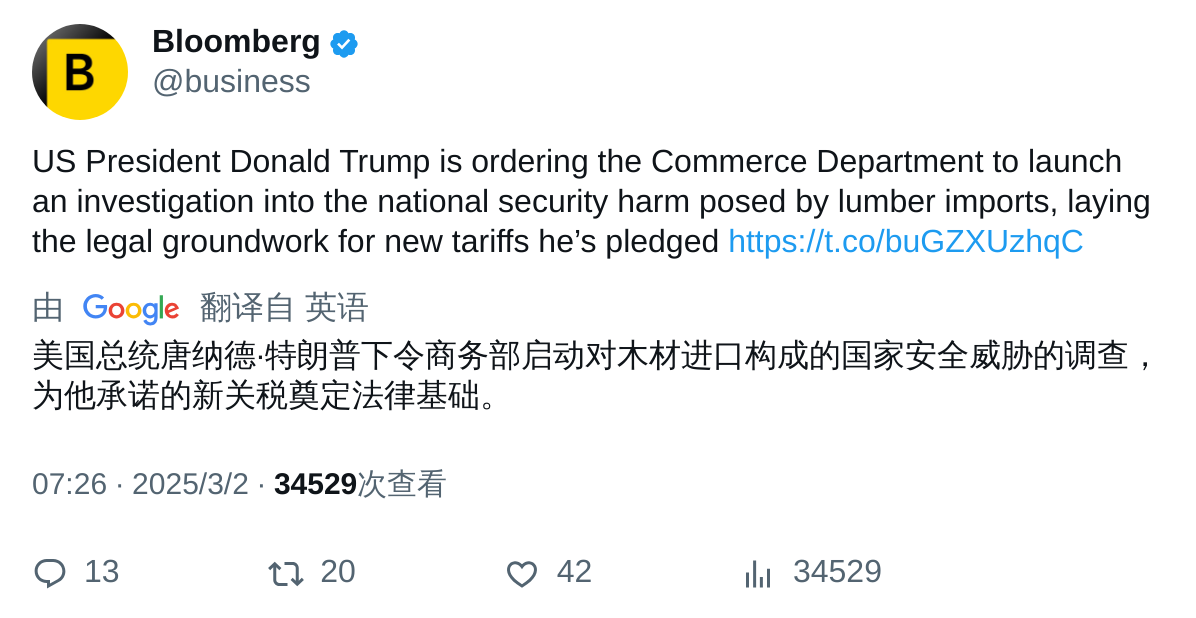 B
Bloomberg
@business
US President Donald Trump is ordering the Commerce Department to launch
an investigation into the national security harm posed by lumber imports, laying
the legal groundwork for new tariffs he’s pledged https://t.co/buGZXUzhqC
由 Google 翻译自 英语
美国总统唐纳德·特朗普下令商务部启动对木材进口构成的国家安全威胁的调查，
为他承诺的新关税奠定法律基础。
07:26 · 2025/3/2 · 34529次查看
13 20 42 34529